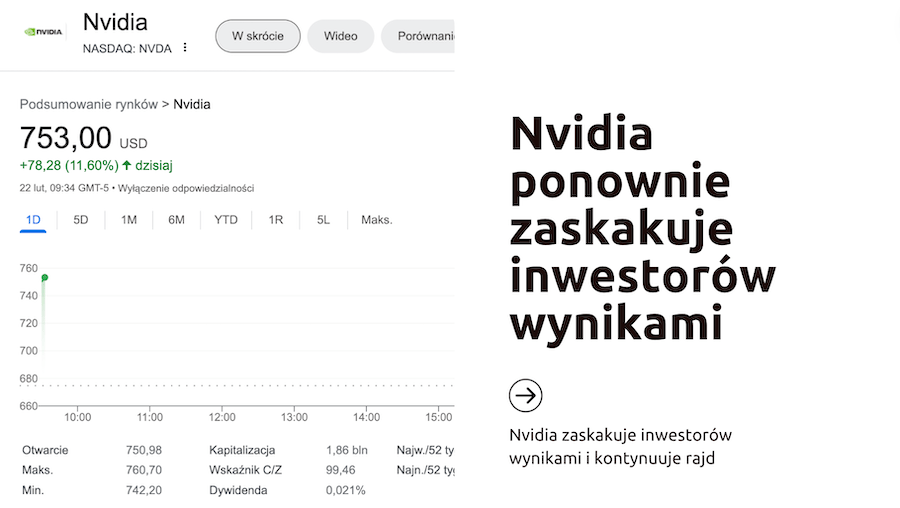 NVIDIA
Nvidia
NASDAQ: NVDA
W skrócie
Wideo
Porównani
Podsumowanie rynków > Nvidia
753,00 USD
+78,28 (11,60%) ↑ dzisiaj
22 lut, 09:34 GMT-5 • Wyłączenie odpowiedzialności
1D 5D 1M 6M YTD 1R 5L Maks.
760
740
720
700
680
660
10:00 11:00 12:00 13:00 14:00 15:00
Otwarcie 750,98 Kapitalizacja 1,86 bln Najw./52 ty
Maks. 760,70 Wskaźnik C/Z 99,46 Najn./52 tyg
Min. 742,20 Dywidenda 0,021%
Nvidia
ponownie
zaskakuje
inwestorów
wynikami
Nvidia zaskakuje inwestorów
wynikami i kontynuuje rajd